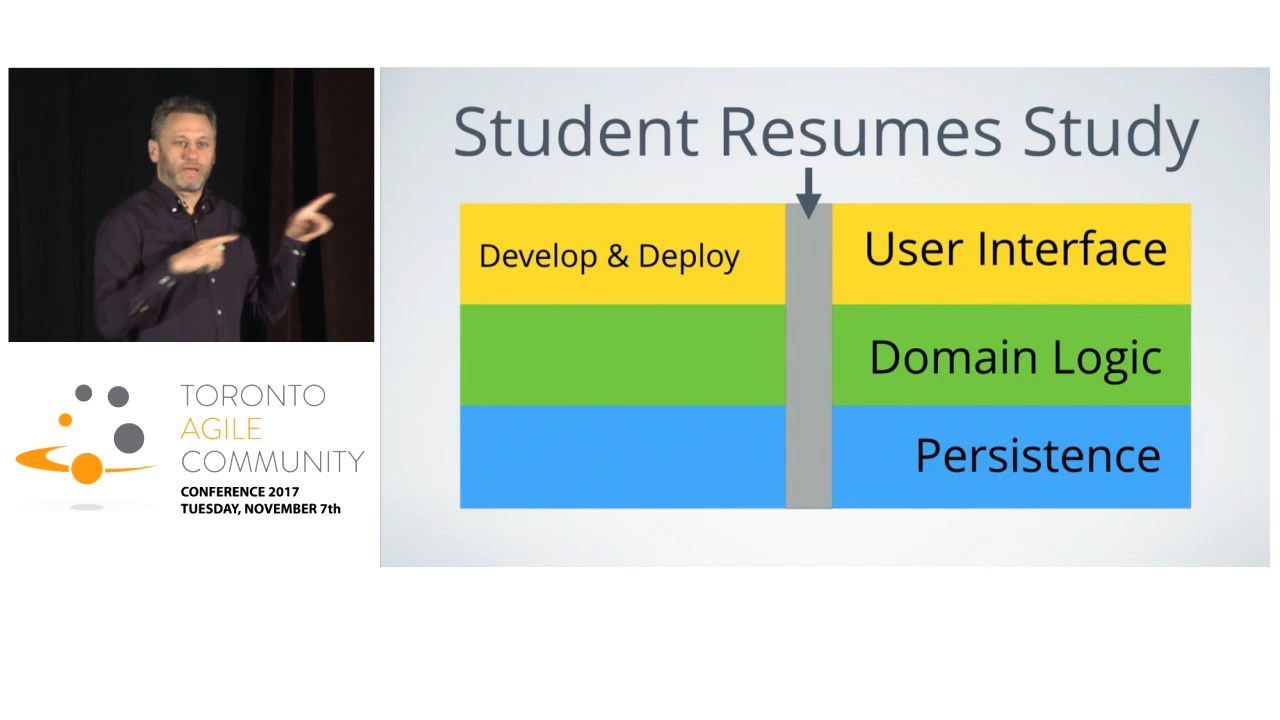 Student Resumes Study
Develop & Deploy
User Interface
Domain Logic
Persistence
TORONTO
AGILE
COMMUNITY
CONFERENCE 2017
TUESDAY, NOVEMBER 7th